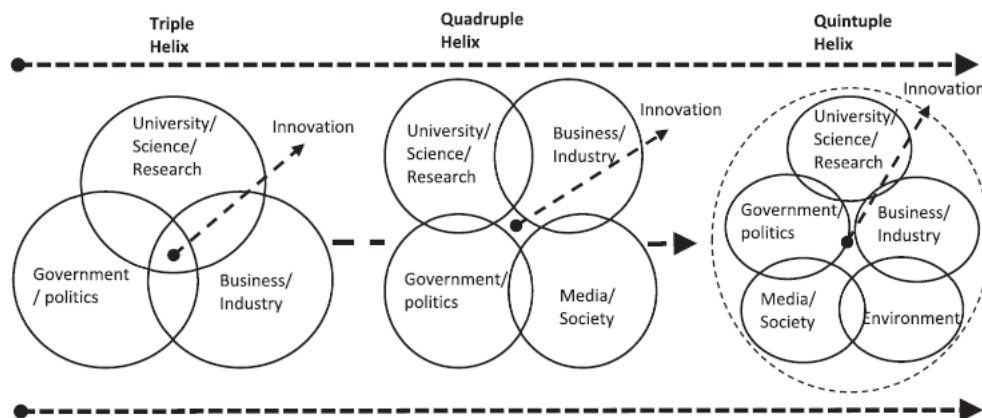 Triple
Helix
Quadruple
Helix
Quintuple
Helix
University/
Science/
Research
Innovation
Government
/ politics
Business/
Industry
University/
Science/
Research
Business/
Industry
Innovation
Government/
politics
Media/
Society
Innovation
University/
Science/
Research
Government/
politics
Business/
Industry
Media/
Society
Environment